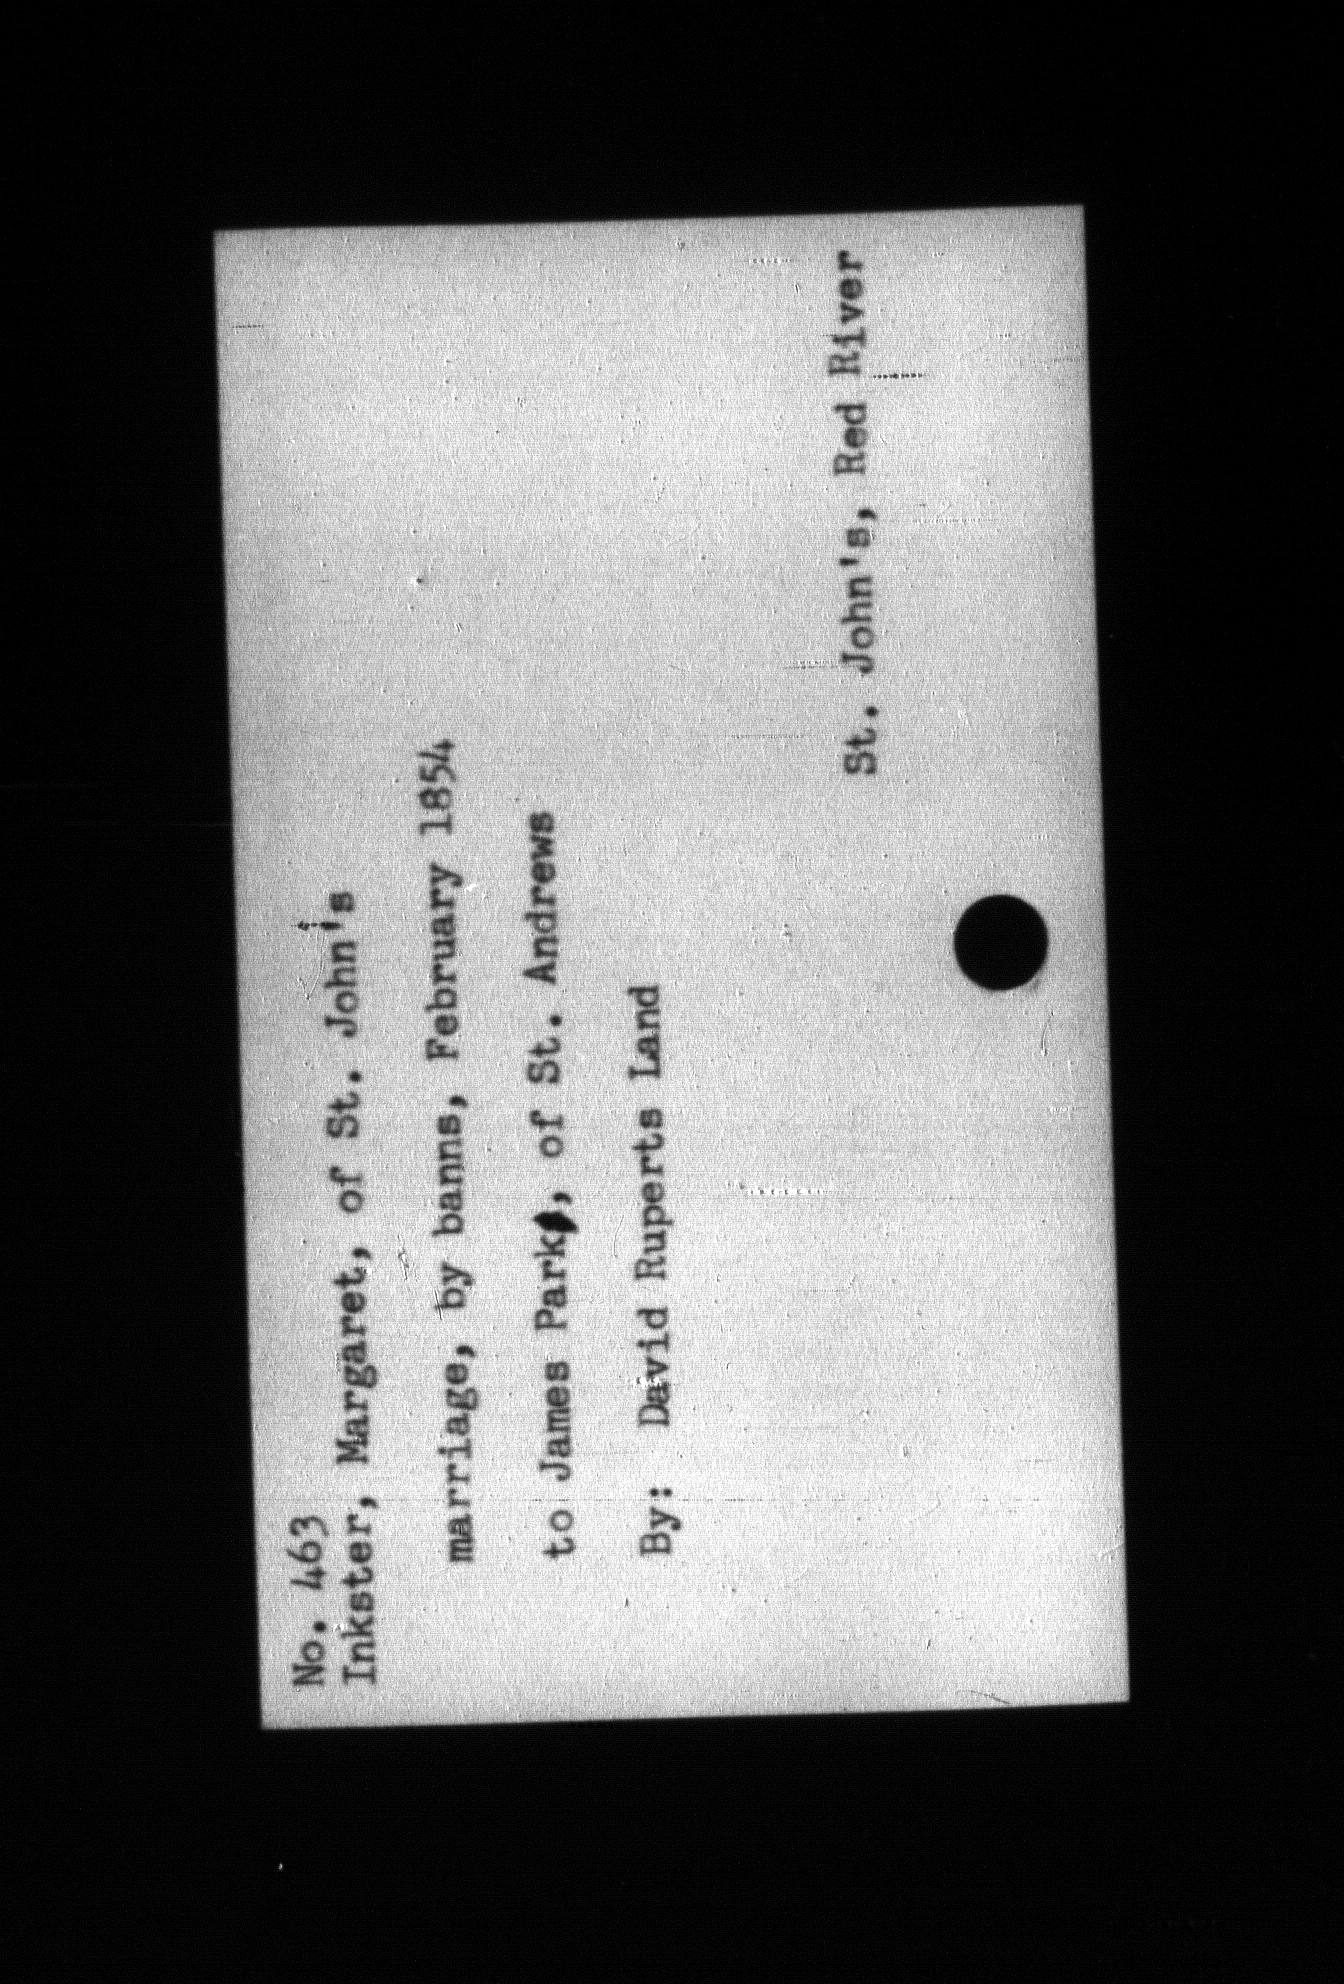 No. 463
Inkster, Margaret, of St. John's
marriage, by banns, February 1854
to James Park, of St. Andrews
By: David Ruperts Land
St. John's, Red River